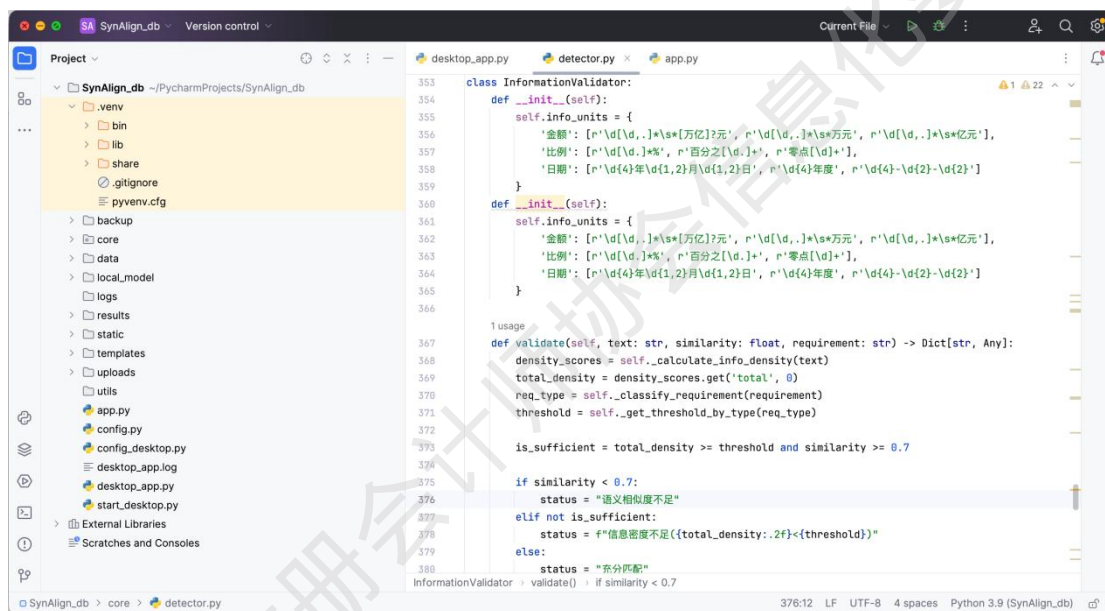 SA SynAlign_db Version control Current File
Project
SynAlign_db ~/PycharmProjects/SynAlign_db
.venv
bin
lib
share
.gitignore
pyvenv.cfg
backup
core
data
local_model
logs
results
static
templates
uploads
utils
app.py
config.py
config_desktop.py
desktop_app.log
desktop_app.py
start_desktop.py
External Libraries
Scratches and Consoles
desktop_app.py detector.py app.py
1 22
353 class InformationValidator:
354 def __init__(self):
355 self.info_units = {
356 '金额': [r'\d[\d,.]*\s*[万亿]?元', r'\d[\d,.]*\s*万元', r'\d[\d,.]*\s*亿元'],
357 '比例': [r'\d[\d.]*%', r'百分之[\d.]+', r'零点[\d]+'],
358 '日期': [r'\d{4}年\d{1,2}月\d{1,2}日', r'\d{4}年度', r'\d{4}-\d{2}-\d{2}']
359 }
360 def __init__(self):
361 self.info_units = {
362 '金额': [r'\d[\d,.]*\s*[万亿]?元', r'\d[\d,.]*\s*万元', r'\d[\d,.]*\s*亿元'],
363 '比例': [r'\d[\d.]*%', r'百分之[\d.]+', r'零点[\d]+'],
364 '日期': [r'\d{4}年\d{1,2}月\d{1,2}日', r'\d{4}年度', r'\d{4}-\d{2}-\d{2}']
365 }
366
1 usage
367 def validate(self, text: str, similarity: float, requirement: str) -> Dict[str, Any]:
368 density_scores = self._calculate_info_density(text)
369 total_density = density_scores.get('total', 0)
370 req_type = self._classify_requirement(requirement)
371 threshold = self._get_threshold_by_type(req_type)
372
373 is_sufficient = total_density >= threshold and similarity >= 0.7
374
375 if similarity < 0.7:
376 status = "语义相似度不足"
377 elif not is_sufficient:
378 status = f"信息密度不足({total_density:.2f}<{threshold})"
379 else:
380 status = "充分匹配"
InformationValidator > validate() > if similarity < 0.7
SynAlign_db > core > detector.py 376:12 LF UTF-8 4 spaces Python 3.9 (SynAlign_db)
册会计师协会信息化